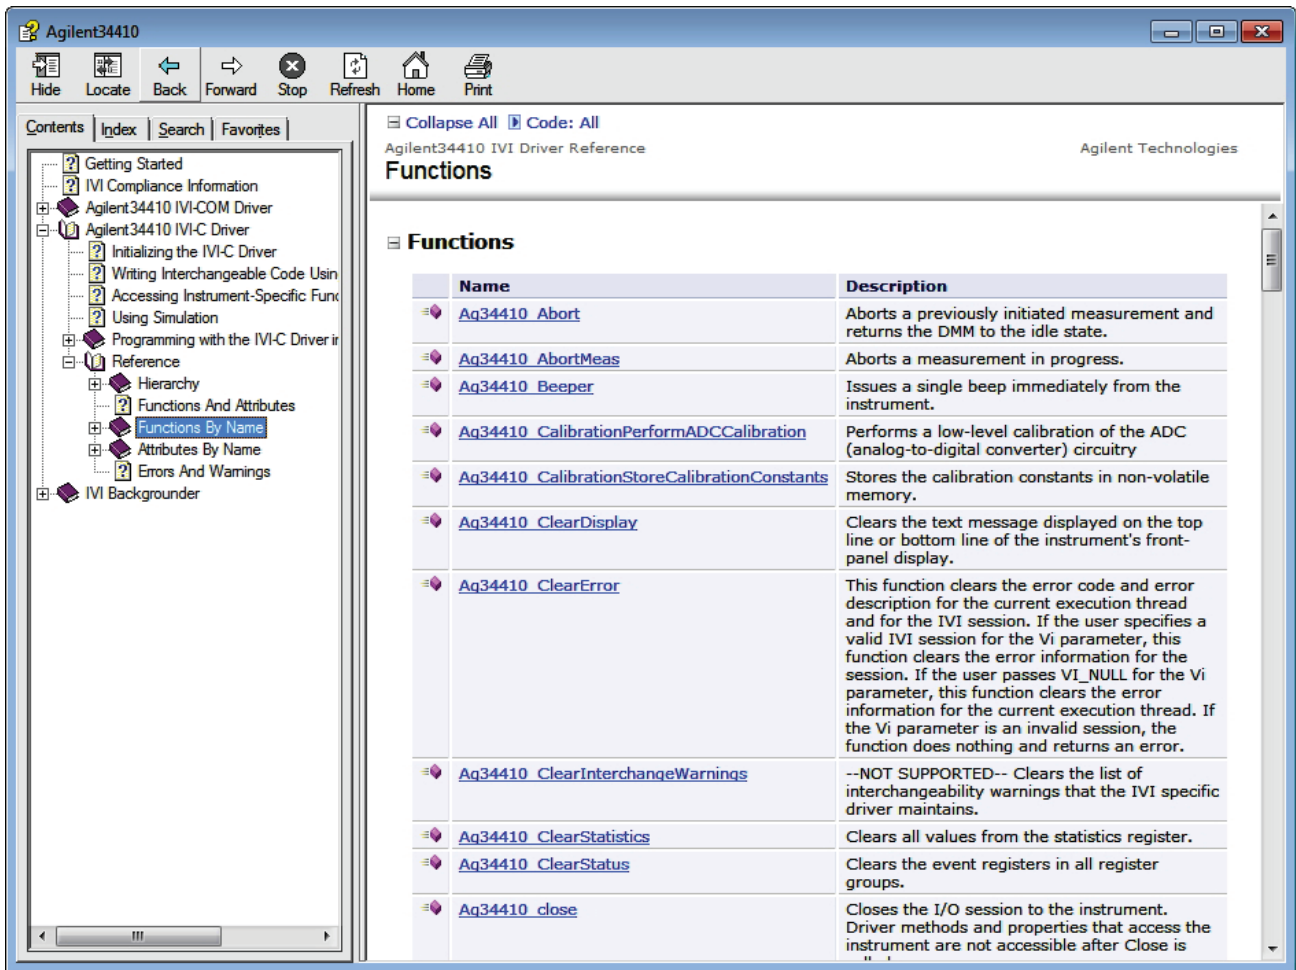 Agilent34410
Hide Locate Back Forward Stop Refresh Home Print
Contents Index Search Favorites
Getting Started
IVI Compliance Information
Agilent34410 IVI-COM Driver
Agilent34410 IVI-C Driver
Initializing the IVI-C Driver
Writing Interchangeable Code Usin
Accessing Instrument-Specific Func
Using Simulation
Programming with the IVI-C Driver in
Reference
Hierarchy
Functions And Attributes
Functions By Name
Attributes By Name
Errors And Warnings
IVI Backgrounder
Collapse All Code: All
Agilent34410 IVI Driver Reference Agilent Technologies
Functions
Functions
Name Description
Ag34410_Abort Aborts a previously initiated measurement and
returns the DMM to the idle state.
Ag34410_AbortMeas Aborts a measurement in progress.
Ag34410_Beeper Issues a single beep immediately from the
instrument.
Ag34410_CalibrationPerformADCCalibration Performs a low-level calibration of the ADC
(analog-to-digital converter) circuitry
Ag34410_CalibrationStoreCalibrationConstants Stores the calibration constants in non-volatile
memory.
Ag34410_ClearDisplay Clears the text message displayed on the top
line or bottom line of the instrument's front-
panel display.
Ag34410_ClearError This function clears the error code and error
description for the current execution thread
and for the IVI session. If the user specifies a
valid IVI session for the Vi parameter, this
function clears the error information for the
session. If the user passes VI_NULL for the Vi
parameter, this function clears the error
information for the current execution thread. If
the Vi parameter is an invalid session, the
function does nothing and returns an error.
Ag34410_ClearInterchangeWarnings --NOT SUPPORTED-- Clears the list of
interchangeability warnings that the IVI specific
driver maintains.
Ag34410_ClearStatistics Clears all values from the statistics register.
Ag34410_ClearStatus Clears the event registers in all register
groups.
Ag34410_close Closes the I/O session to the instrument.
Driver methods and properties that access the
instrument are not accessible after Close is